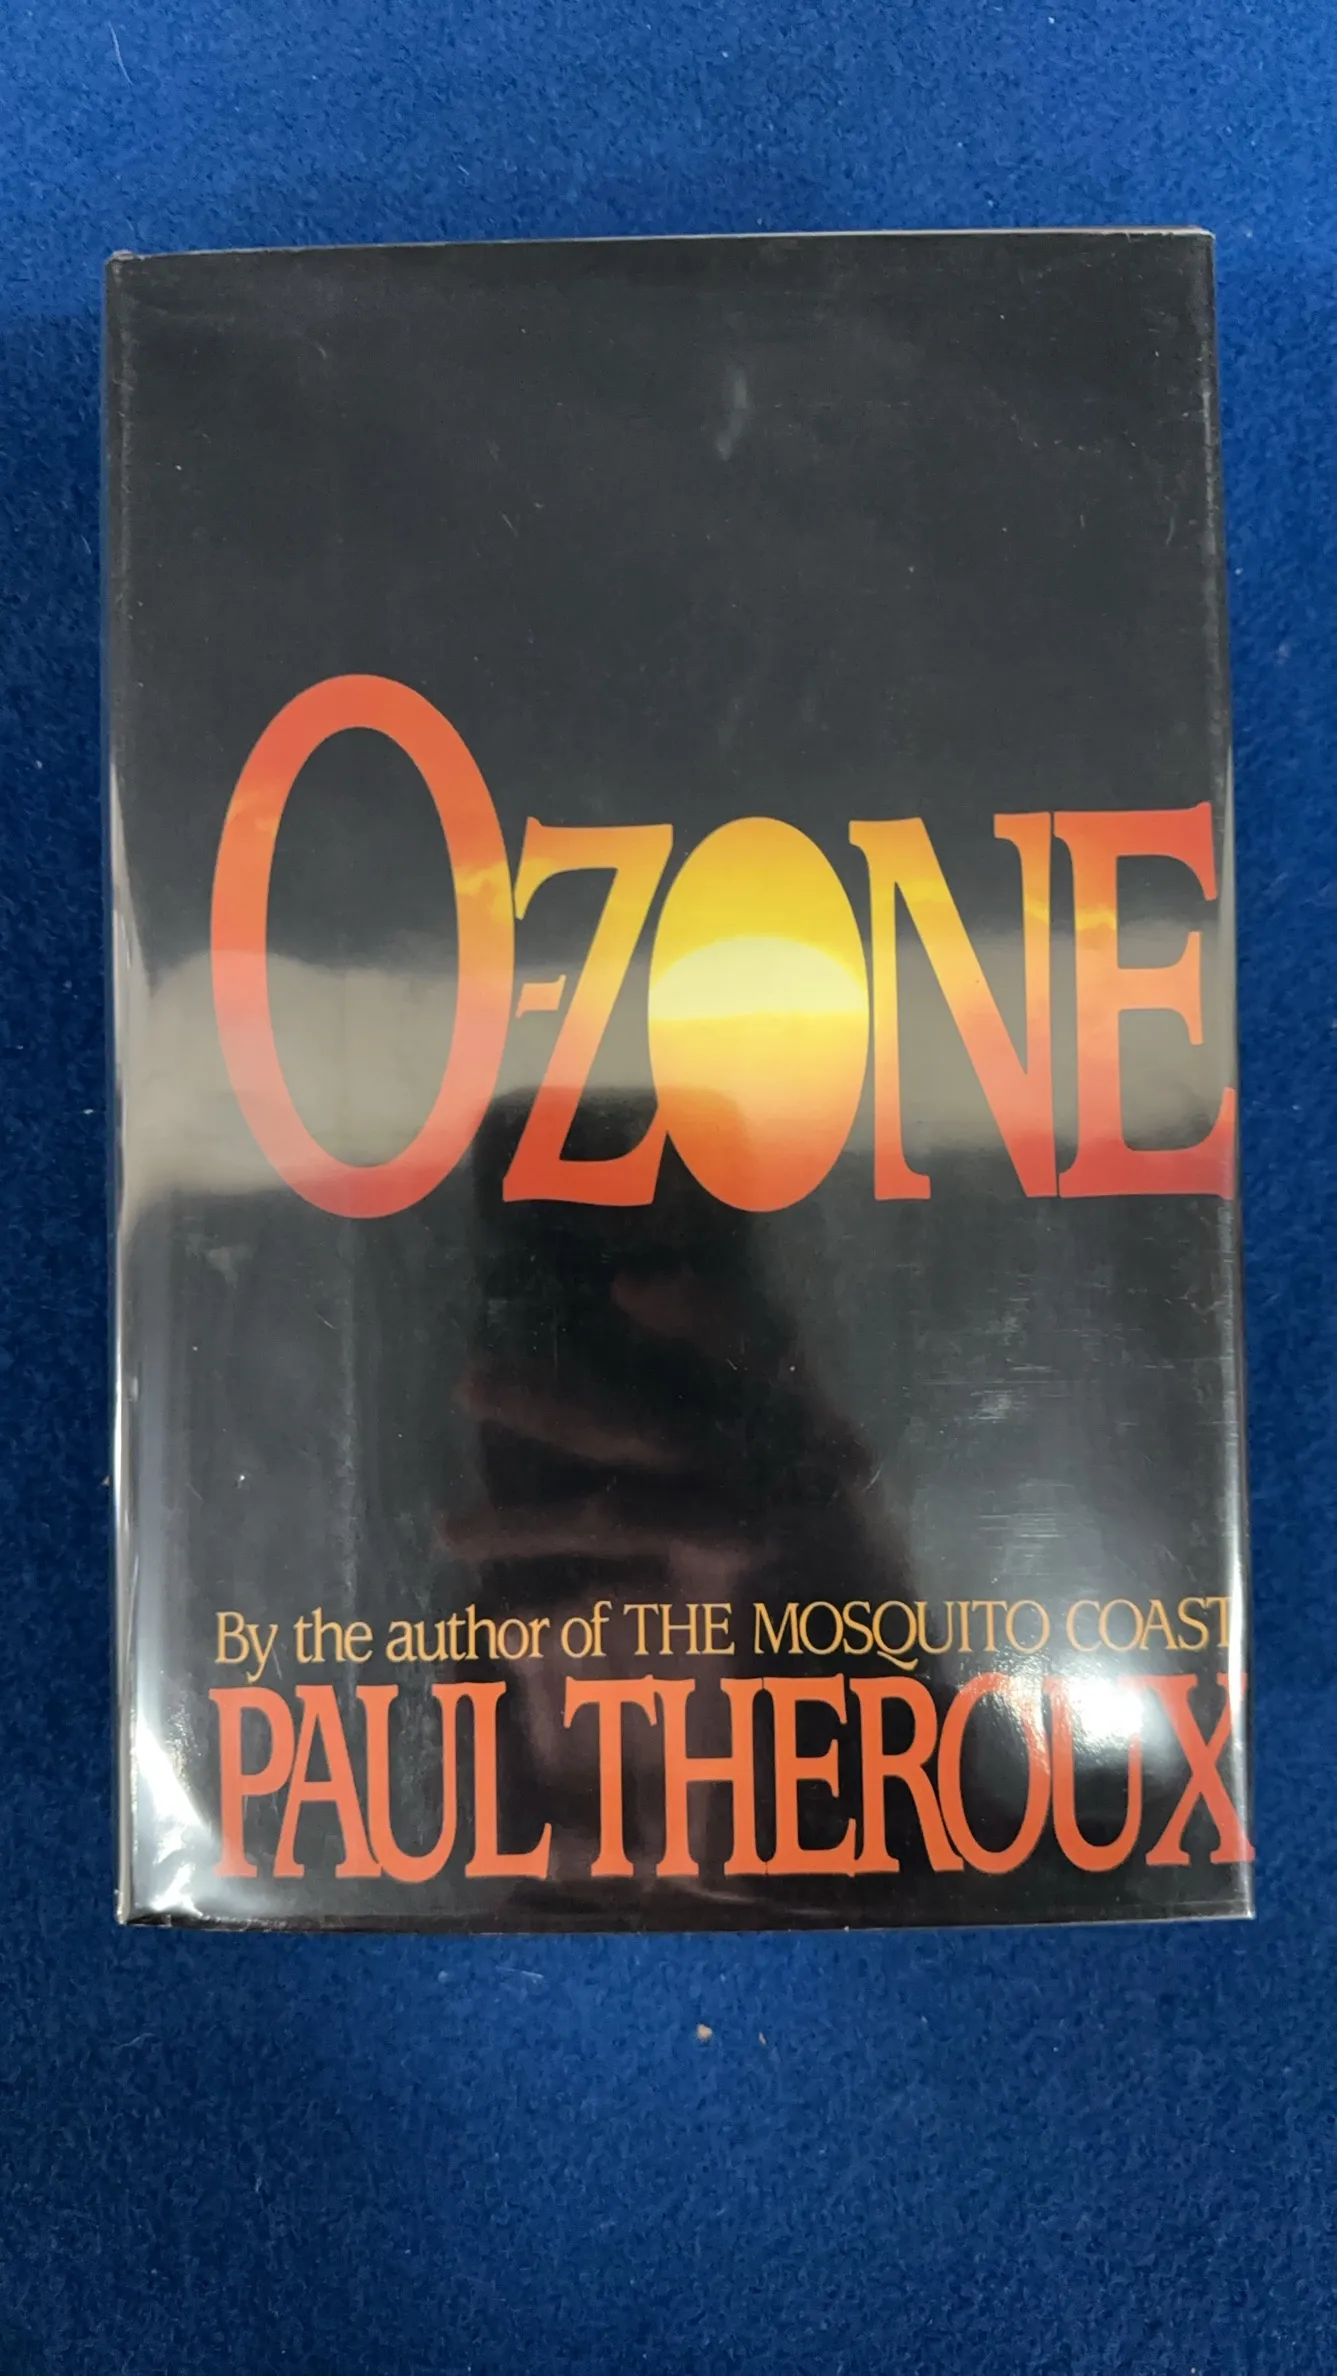 O-ZONE
By the author of THE MOSQUITO COAST
PAUL THEROUX